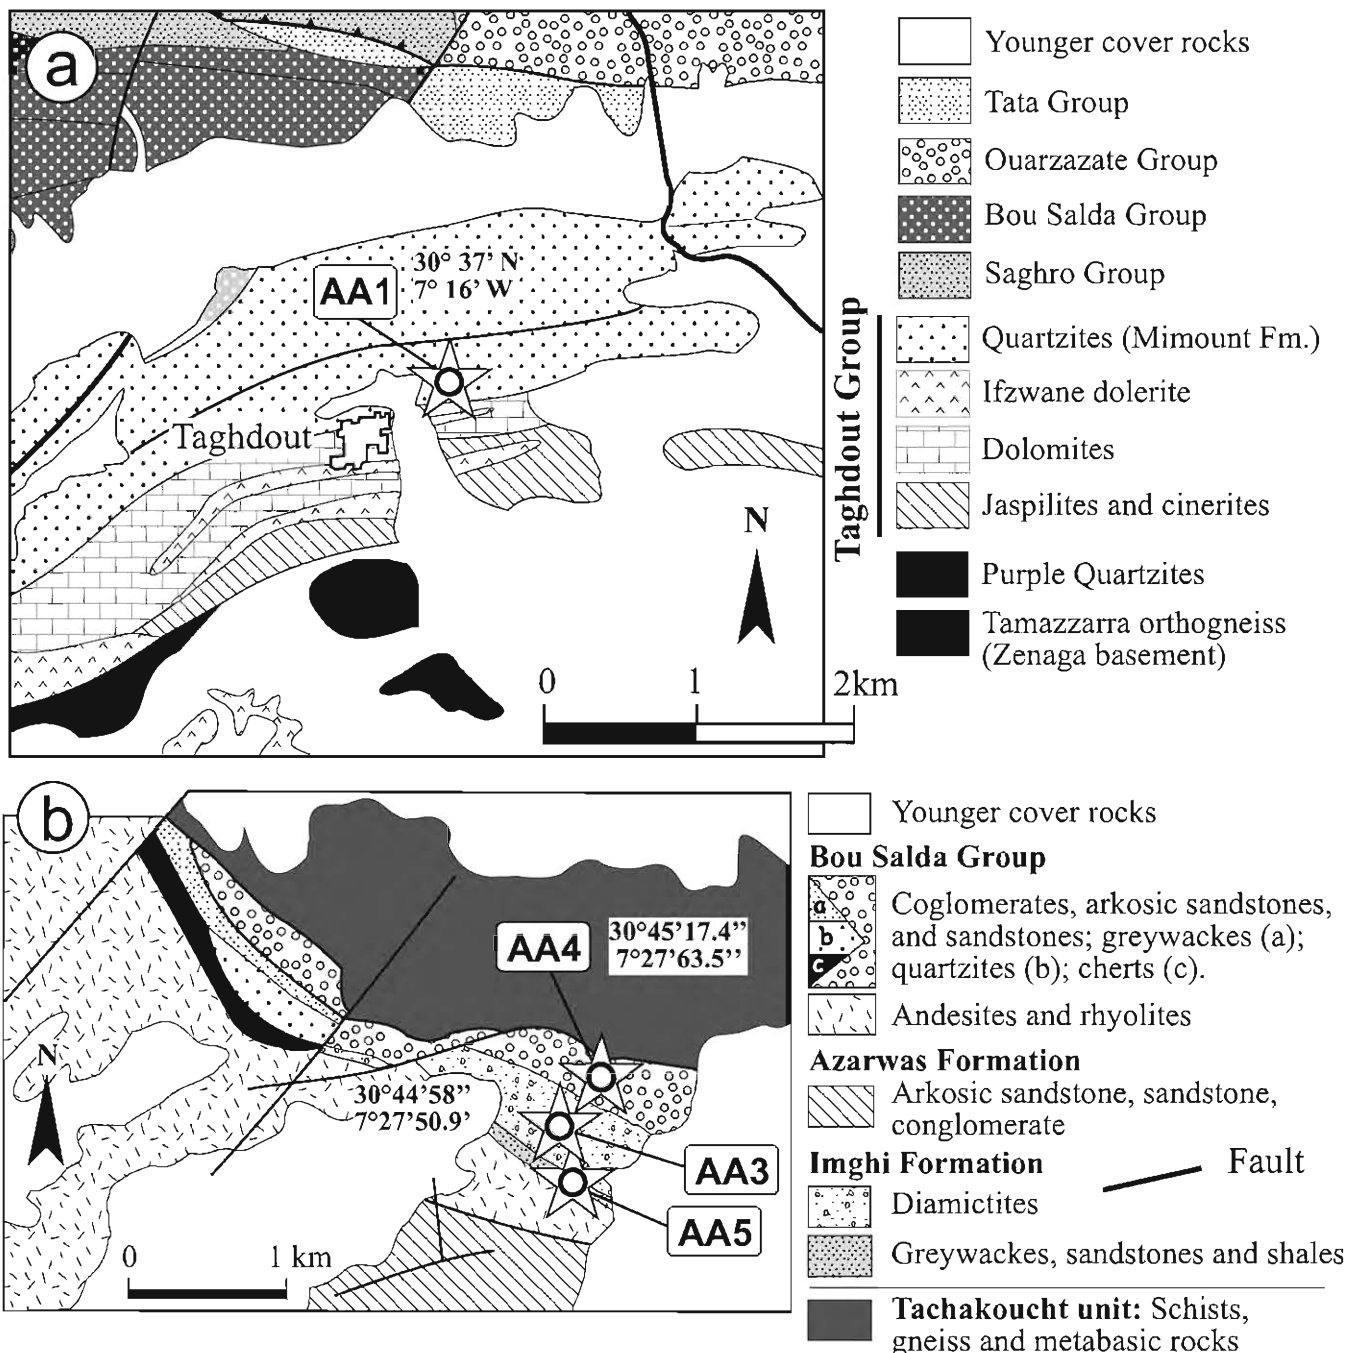 a
Younger cover rocks
Tata Group
Ouarzazate Group
Bou Salda Group
Saghro Group
Taghdout Group
Quartzites (Mimount Fm.)
Ifzwane dolerite
Dolomites
Jaspilites and cinerites
Purple Quartzites
Tamazzarra orthogneiss
(Zenaga basement)
AA1
30° 37' N
7° 16' W
Taghdout
N
0 1 2km
b
Younger cover rocks
Bou Salda Group
a
b
c
Coglomerates, arkosic sandstones,
and sandstones; greywackes (a);
quartzites (b); cherts (c).
Andesites and rhyolites
Azarwas Formation
Arkosic sandstone, sandstone,
conglomerate
Imghi Formation
Fault
Diamictites
Greywackes, sandstones and shales
Tachakoucht unit: Schists,
gneiss and metabasic rocks
AA4
30°45'17.4’’
7°27'63.5’’
N
30°44'58’’
7°27'50.9'
AA3
AA5
0 1 km